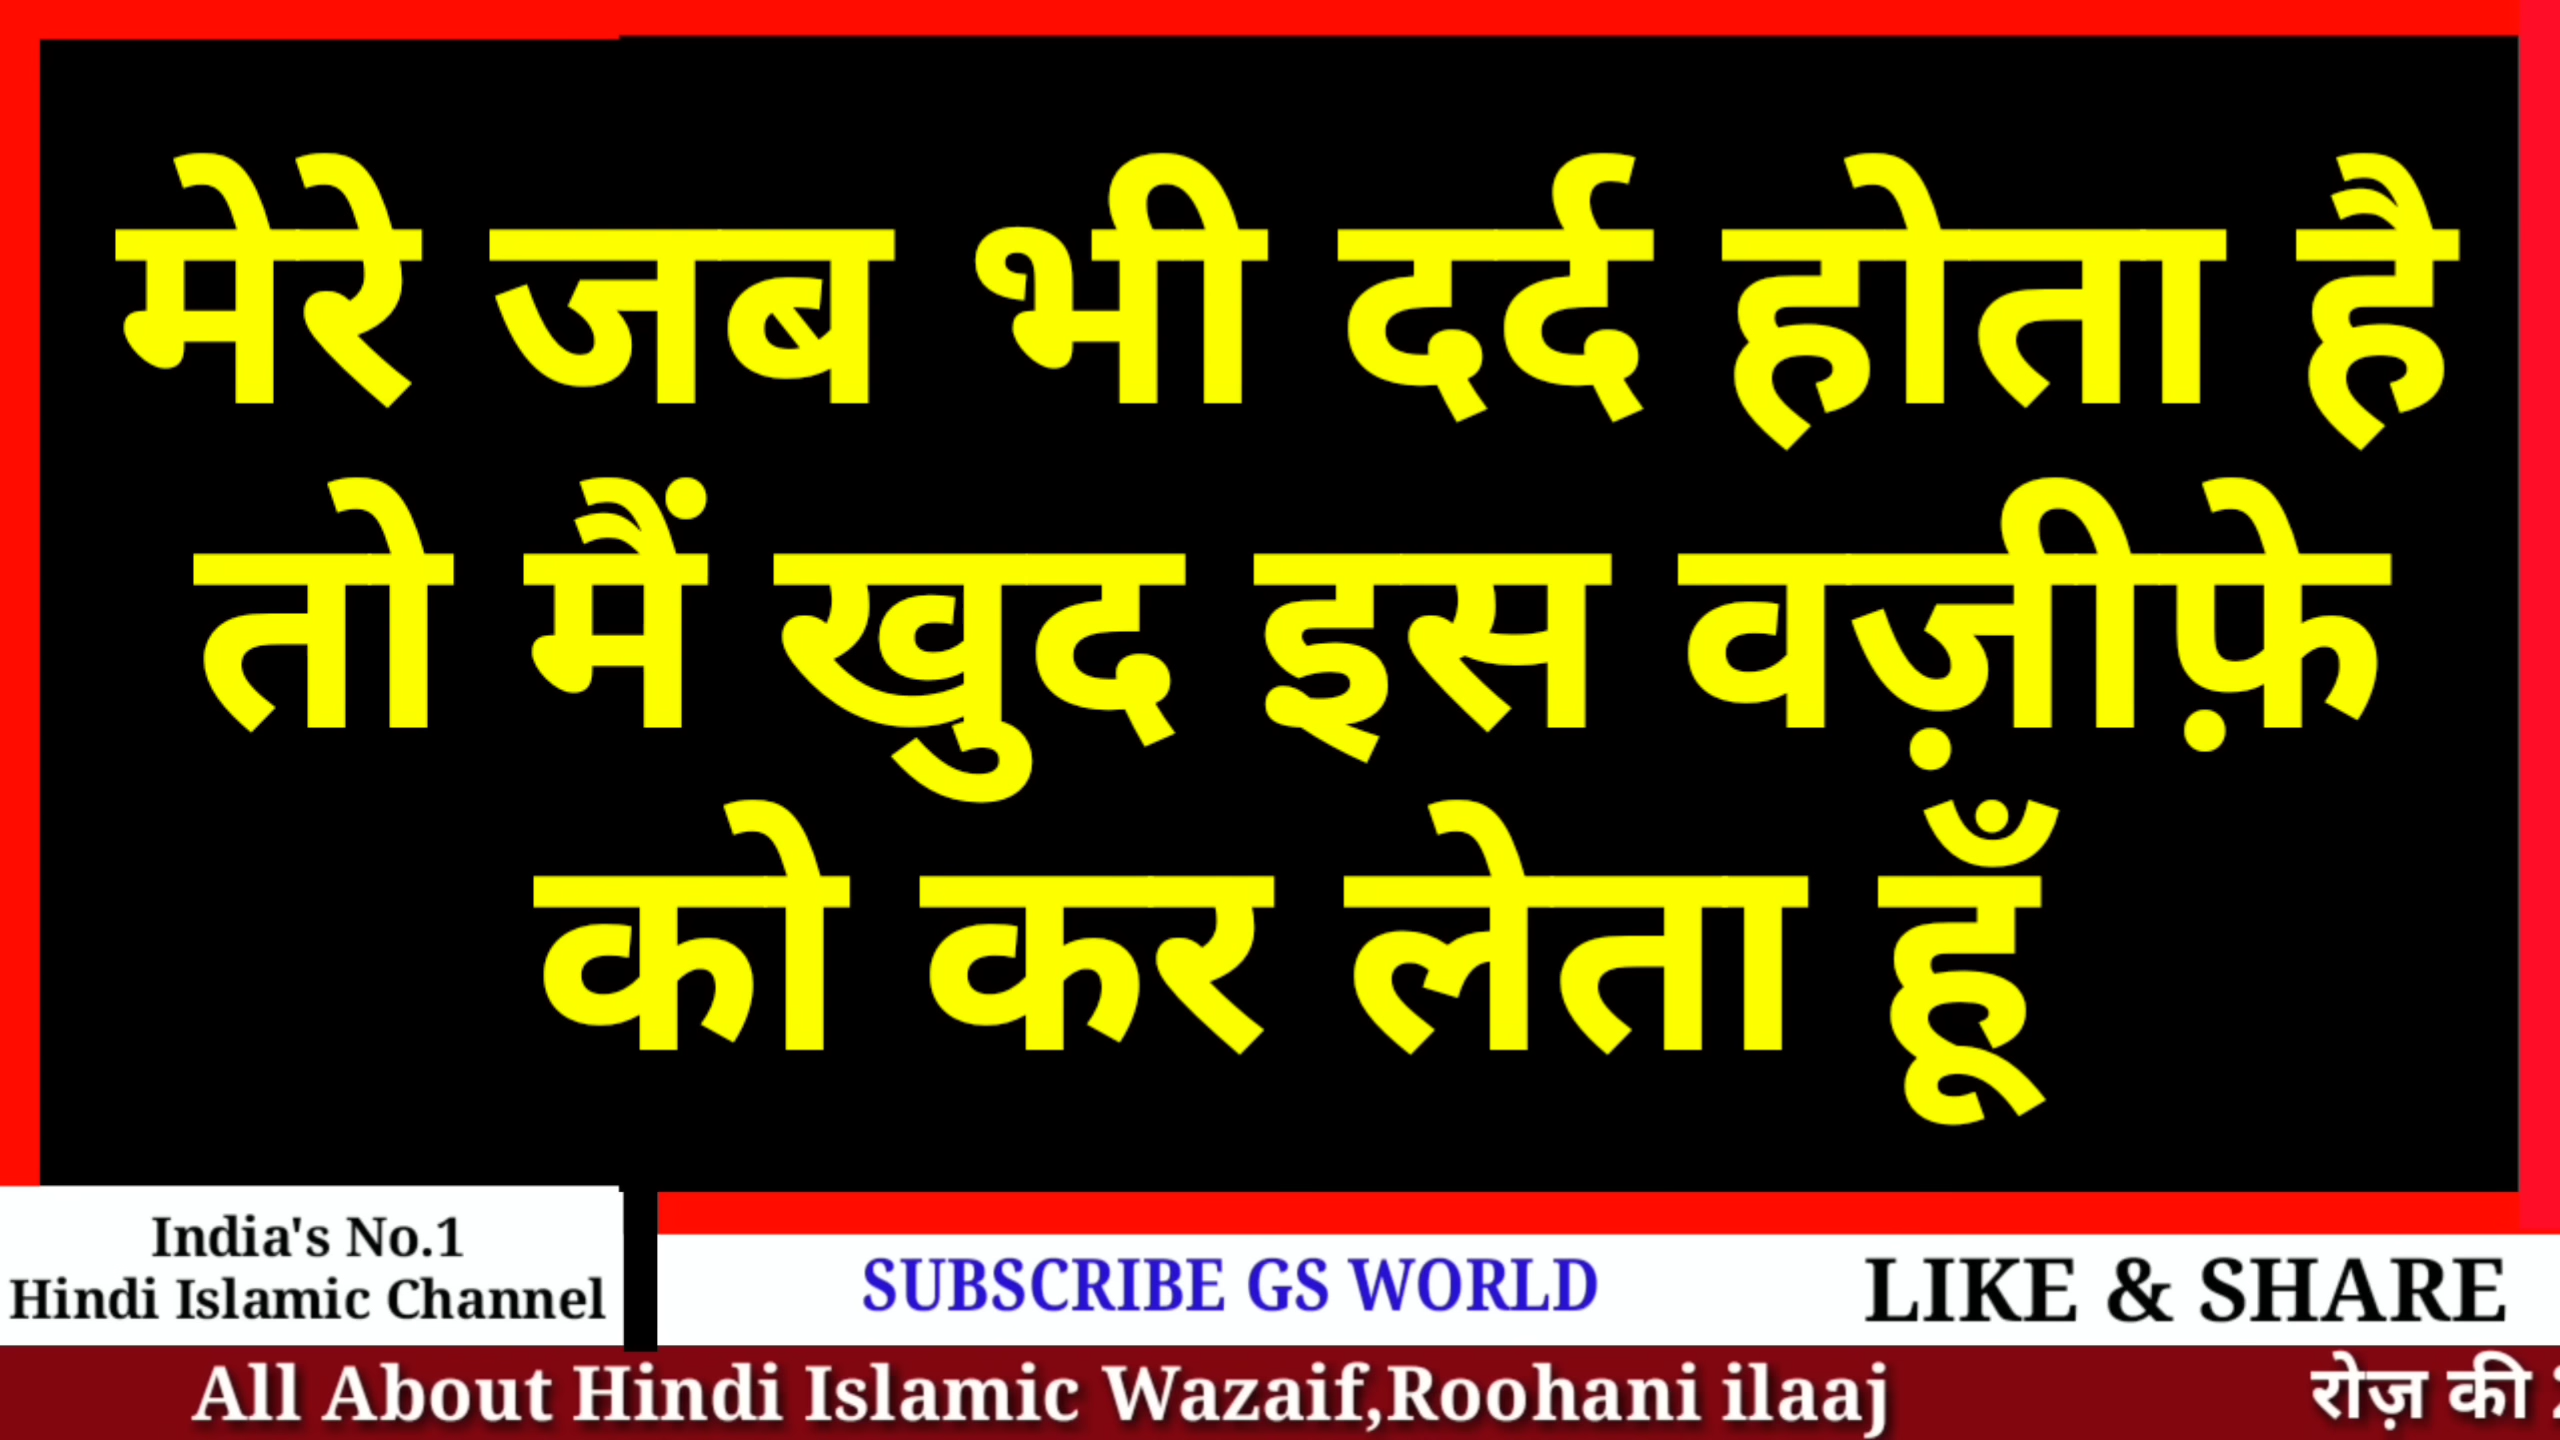 मेरे जब भी दर्द होता है
तो मैं खुद इस वज़ीफ़े
को कर लेता हूँ
India's No.1
Hindi Islamic Channel
SUBSCRIBE GS WORLD
LIKE & SHARE
All About Hindi Islamic Wazaif,Roohani ilaaj
रोज़ की